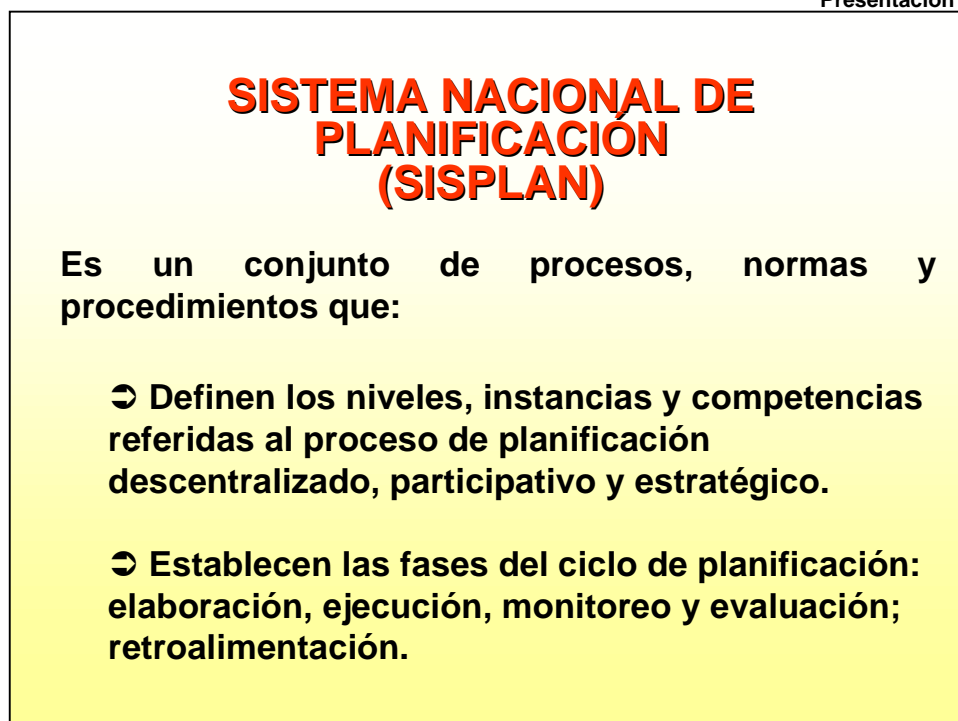 Presentación
SISTEMA NACIONAL DE
PLANIFICACIÓN
(SISPLAN)
Es un conjunto de procesos, normas y
procedimientos que:
➲ Definen los niveles, instancias y competencias
referidas al proceso de planificación
descentralizado, participativo y estratégico.
➲ Establecen las fases del ciclo de planificación:
elaboración, ejecución, monitoreo y evaluación;
retroalimentación.